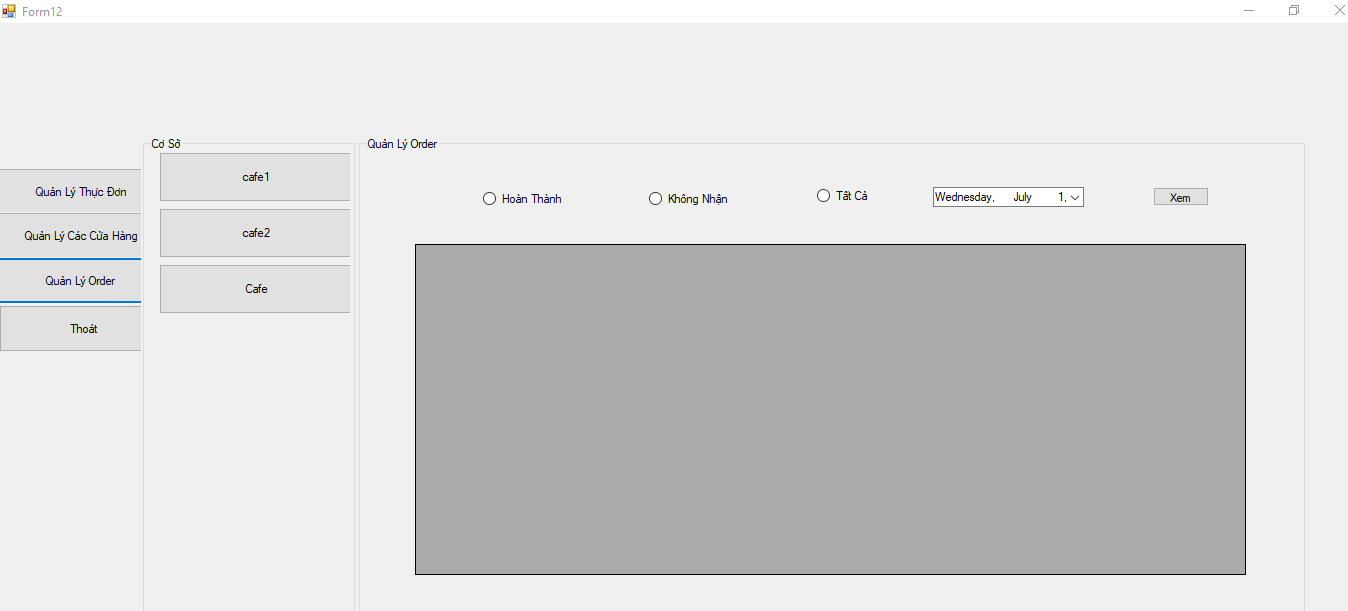 Form12
Quản Lý Thực Đơn
Quản Lý Các Cửa Hàng
Quản Lý Order
Thoát
Cơ Sở
cafe1
cafe2
Cafe
Quản Lý Order
Hoàn Thành
Không Nhận
Tất Cả
Wednesday, July 1,
Xem